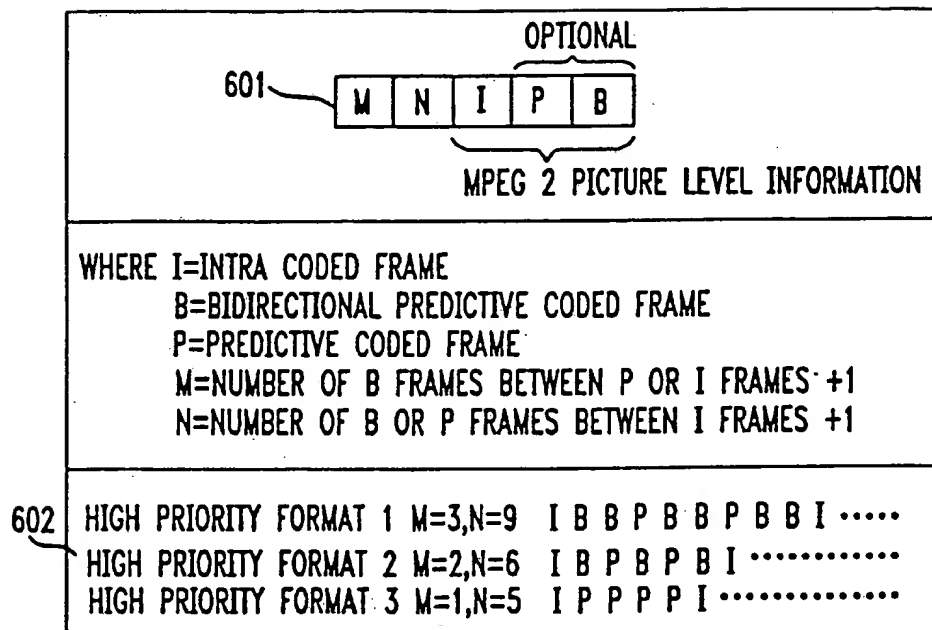 OPTIONAL
601
M N I P B
MPEG 2 PICTURE LEVEL INFORMATION
WHERE I=INTRA CODED FRAME
B=BIDIRECTIONAL PREDICTIVE CODED FRAME
P=PREDICTIVE CODED FRAME
M=NUMBER OF B FRAMES BETWEEN P OR I FRAMES +1
N=NUMBER OF B OR P FRAMES BETWEEN I FRAMES +1
602
HIGH PRIORITY FORMAT 1 M=3,N=9 I B B P B B P B B I .....
HIGH PRIORITY FORMAT 2 M=2,N=6 I B P B P B I ............
HIGH PRIORITY FORMAT 3 M=1,N=5 I P P P P I ..............